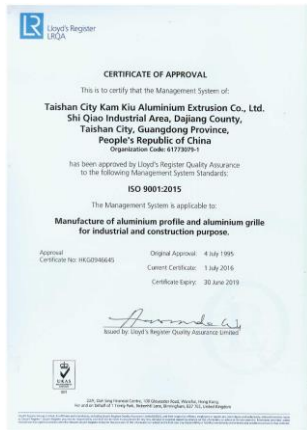 LR
Lloyd's Register
LRQA
CERTIFICATE OF APPROVAL
This is to certify that the Management System of:
Taishan City Kam Kiu Aluminium Extrusion Co., Ltd.
Shi Qiao Industrial Area, Dajiang County,
Taishan City, Guangdong Province,
People's Republic of China
Organization Code: 61773079-1
has been approved by Lloyd's Register Quality Assurance
to the following Management System Standards:
ISO 9001:2015
The Management System is applicable to:
Manufacture of aluminium profile and aluminium grille
for industrial and construction purpose.
Approval
Certificate No: HKG0946645
Original Approval: 4 July 1995
Current Certificate: 1 July 2016
Certificate Expiry: 30 June 2019
Issued by: Lloyd's Register Quality Assurance Limited
UKAS